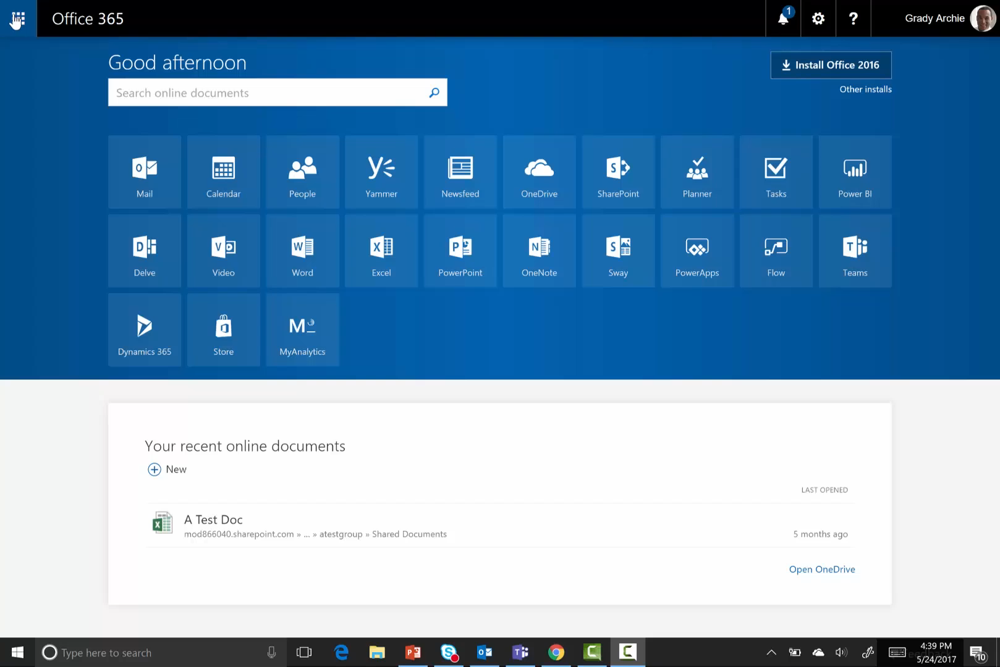 Office 365
1
?
Grady Archie
Good afternoon
Install Office 2016
Search online documents
Other installs
Mail
Calendar
People
Yammer
Newsfeed
OneDrive
SharePoint
Planner
Tasks
Power BI
Delve
Video
Word
Excel
PowerPoint
OneNote
Sway
PowerApps
Flow
Teams
Dynamics 365
Store
MyAnalytics
Your recent online documents
New
LAST OPENED
A Test Doc
mod866040.sharepoint.com » ... » atestgroup » Shared Documents
5 months ago
Open OneDrive
Type here to search
4:39 PM
5/24/2017
10